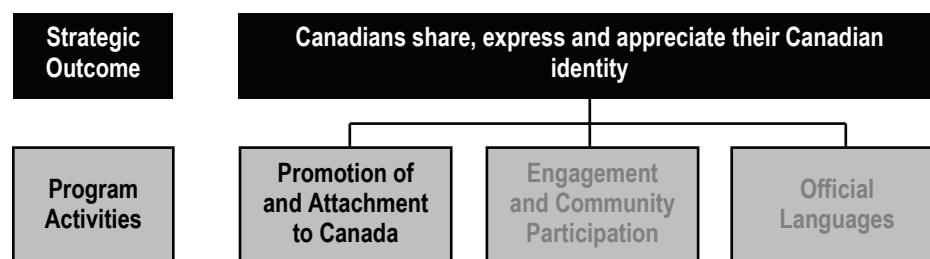 Strategic
Outcome
Canadians share, express and appreciate their Canadian
identity
Program
Activities
Promotion of
and Attachment
to Canada
Engagement
and Community
Participation
Official
Languages